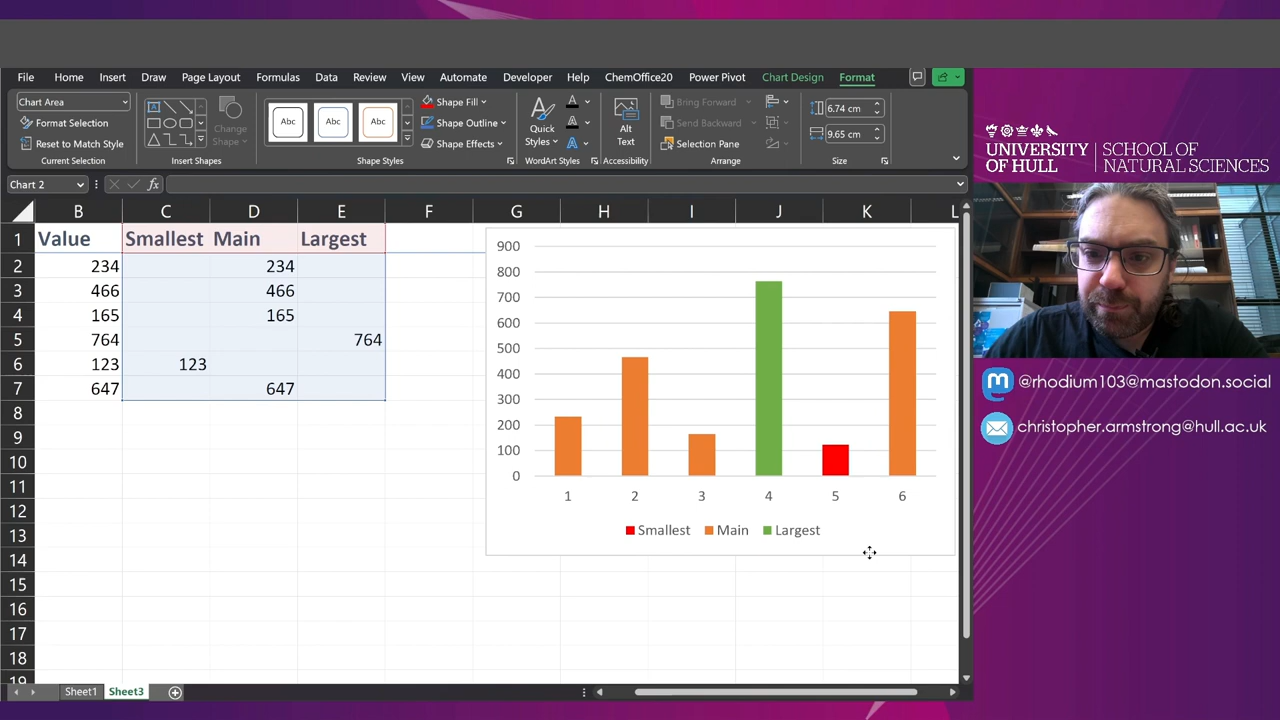 File Home Insert Draw Page Layout Formulas Data Review View Automate Developer Help ChemOffice20 Power Pivot Chart Design Format
Chart Area
Format Selection
Reset to Match Style
Current Selection
Change
Shape
Insert Shapes
Abc Abc Abc
Shape Fill
Shape Outline
Shape Effects
Shape Styles
Quick
Styles
WordArt Styles
Alt
Text
Accessibility
Bring Forward
Send Backward
Selection Pane
Arrange
6.74 cm
9.65 cm
Size
Chart 2
fx
B C D E F G H I J K L
1 Value Smallest Main Largest
2 234 234
3 466 466
4 165 165
5 764 764
6 123 123
7 647 647
8
9
10
11
12
13
14
15
16
17
18
19
900
800
700
600
500
400
300
200
100
0
1 2 3 4 5 6
Smallest Main Largest
Sheet1 Sheet3
UNIVERSITY
OF HULL
SCHOOL OF
NATURAL SCIENCES
@rhodium103@mastodon.social
christopher.armstrong@hull.ac.uk